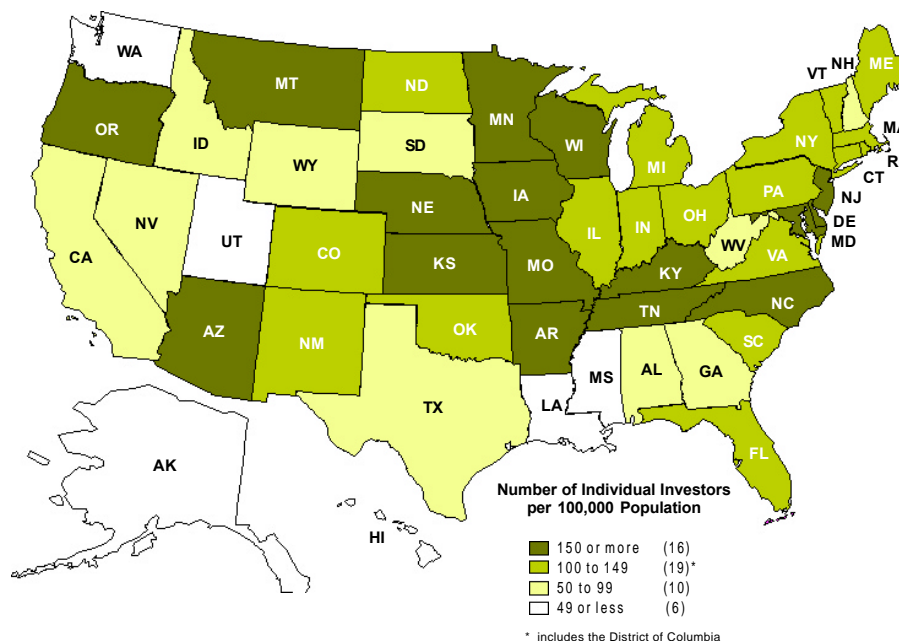 WA
VT
NH
ME
MT
ND
OR
MN
MA
ID
SD
WI
NY
R
WY
MI
CT
PA
NJ
NE
IA
OH
DE
NV
IL
IN
MD
UT
WV
CA
CO
VA
KS
MO
KY
NC
TN
AZ
OK
NM
AR
SC
MS
AL
GA
LA
TX
FL
AK
HI
Number of Individual Investors
per 100,000 Population
150 or more (16)
100 to 149 (19)*
50 to 99 (10)
49 or less (6)
* includes the District of Columbia